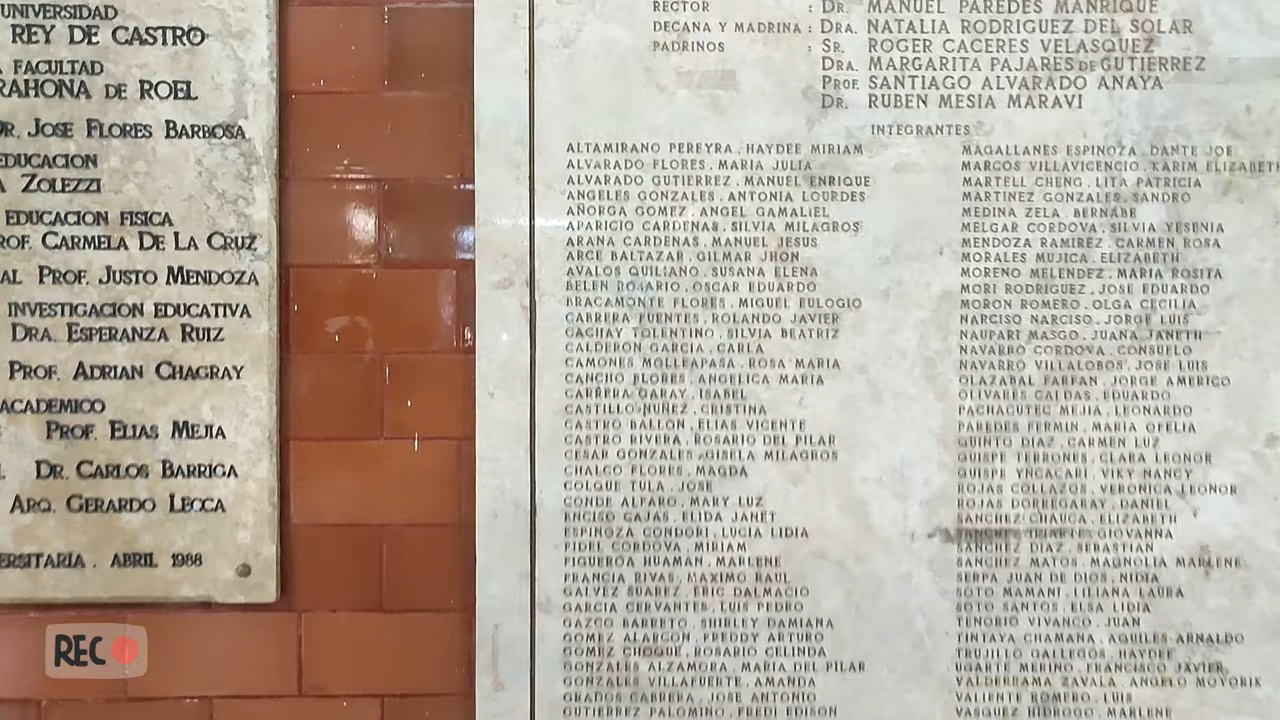 UNIVERSIDAD
REY DE CASTRO
FACULTAD
RAHONA DE ROEL
DR. JOSE FLORES BARBOSA
EDUCACION
ZOLEZZI
EDUCACION FISICA
PROF. CARMELA DE LA CRUZ
AL PROF. JUSTO MENDOZA
INVESTIGACION EDUCATIVA
DRA. ESPERANZA RUIZ
PROF. ADRIAN CHAGRAY
ACADEMICO
PROF. ELIAS MEJIA
DR. CARLOS BARRIGA
ARQ. GERARDO LECCA
ERSITARIA . ABRIL 1988
REC
RECTOR : DR. MANUEL PAREDES MANRIQUE
DECANA Y MADRINA : DRA. NATALIA RODRIGUEZ DEL SOLAR
PADRINOS : SR. ROGER CACERES VELASQUEZ
DRA. MARGARITA PAJARES DE GUTIERREZ
PROF. SANTIAGO ALVARADO ANAYA
DR. RUBEN MESIA MARAVI
INTEGRANTES
ALTAMIRANO PEREYRA . HAYDEE MIRIAM
ALVARADO FLORES . MARIA JULIA
ALVARADO GUTIERREZ . MANUEL ENRIQUE
ANGELES GONZALES . ANTONIA LOURDES
AÑORGA GOMEZ . ANGEL GAMALIEL
APARICIO CARDENAS . SILVIA MILAGROS
ARANA CARDENAS . MANUEL JESUS
ARCE BALTAZAR . GILMAR JHON
AVALOS QUILIANO . SUSANA ELENA
BELEN ROSARIO . OSCAR EDUARDO
BRACAMONTE FLORES . MIGUEL EULOGIO
CABRERA FUENTES . ROLANDO JAVIER
CACHAY TOLENTINO . SILVIA BEATRIZ
CALDERON GARCIA . CARLA
CAMONES MOLLEAPASA . ROSA MARIA
CANCHO FLORES . ANGELICA MARIA
CARRERA GARAY . ISABEL
CASTILLO NUÑEZ . CRISTINA
CASTRO BALLON . ELIAS VICENTE
CASTRO RIVERA . ROSARIO DEL PILAR
CESAR GONZALES . GISELA MILAGROS
CHALCO FLORES . MAGDA
COLQUE TULA . JOSE
CONDE ALFARO . MARY LUZ
ENCISO CAJAS . ELIDA JANET
ESPINOZA CONDORI . LUCIA LIDIA
FIDEL CORDOVA . MIRIAM
FIGUEROA HUAMAN . MARLENE
FRANCIA RIVAS . MAXIMO RAUL
GALVEZ SUAREZ . ERIC DALMACIO
GARCIA CERVANTES . LUIS PEDRO
GAZCO BARRETO . SHIRLEY DAMIANA
GOMEZ ALARCON . FREDDY ARTURO
GOMEZ CHOQUE . ROSARIO CELINDA
GONZALES ALZAMORA . MARIA DEL PILAR
GONZALES VILLAFUERTE . AMANDA
GRADOS CABRERA . JOSE ANTONIO
GUTIERREZ PALOMINO . FREDI EDISON
MAGALLANES ESPINOZA . DANTE JOE
MARCOS VILLAVICENCIO . KARIM ELIZABETH
MARTELL CHENG . LITA PATRICIA
MARTINEZ GONZALES . SANDRO
MEDINA ZELA . BERNABE
MELGAR CORDOVA . SILVIA YESENIA
MENDOZA RAMIREZ . CARMEN ROSA
MORALES MUJICA . ELIZABETH
MORENO MELENDEZ . MARIA ROSITA
MORI RODRIGUEZ . JOSE EDUARDO
MORON ROMERO . OLGA CECILIA
NARCISO NARCISO . JORGE LUIS
NAUPARI MASGO . JUANA JANETH
NAVARRO CORDOVA . CONSUELO
NAVARRO VILLALOBOS . JOSE LUIS
OLAZABAL FARFAN . JORGE AMERICO
OLIVARES CALDAS . EDUARDO
PACHACUTEC MEJIA . LEONARDO
PAREDES FERMIN . MARIA OFELIA
QUINTO DIAZ . CARMEN LUZ
QUISPE TERRONES . CLARA LEONOR
QUISPE YNCACARI . VIKY NANCY
ROJAS COLLAZOS . VERONICA LEONOR
ROJAS DORREGARAY . DANIEL
SANCHEZ CHAUCA . ELIZABETH
GIOVANNA
SANCHEZ DIAZ . SEBASTIAN
SANCHEZ MATOS . MAGNOLIA MARLENE
SERPA JUAN DE DIOS . NIDIA
SOTO MAMANI . LILIANA LAURA
SOTO SANTOS . ELSA LIDIA
TENORIO VIVANCO . JUAN
TINTAYA CHAMANA . AQUILES ARNALDO
TRUJILLO GALLEGOS . HAYDEE
UGARTE MERINO . FRANCISCO JAVIER
VALDERRAMA ZAVALA . ANGELO MOYORIK
VALIENTE ROMERO . LUIS
VASQUEZ HIDROGO . MARLENE